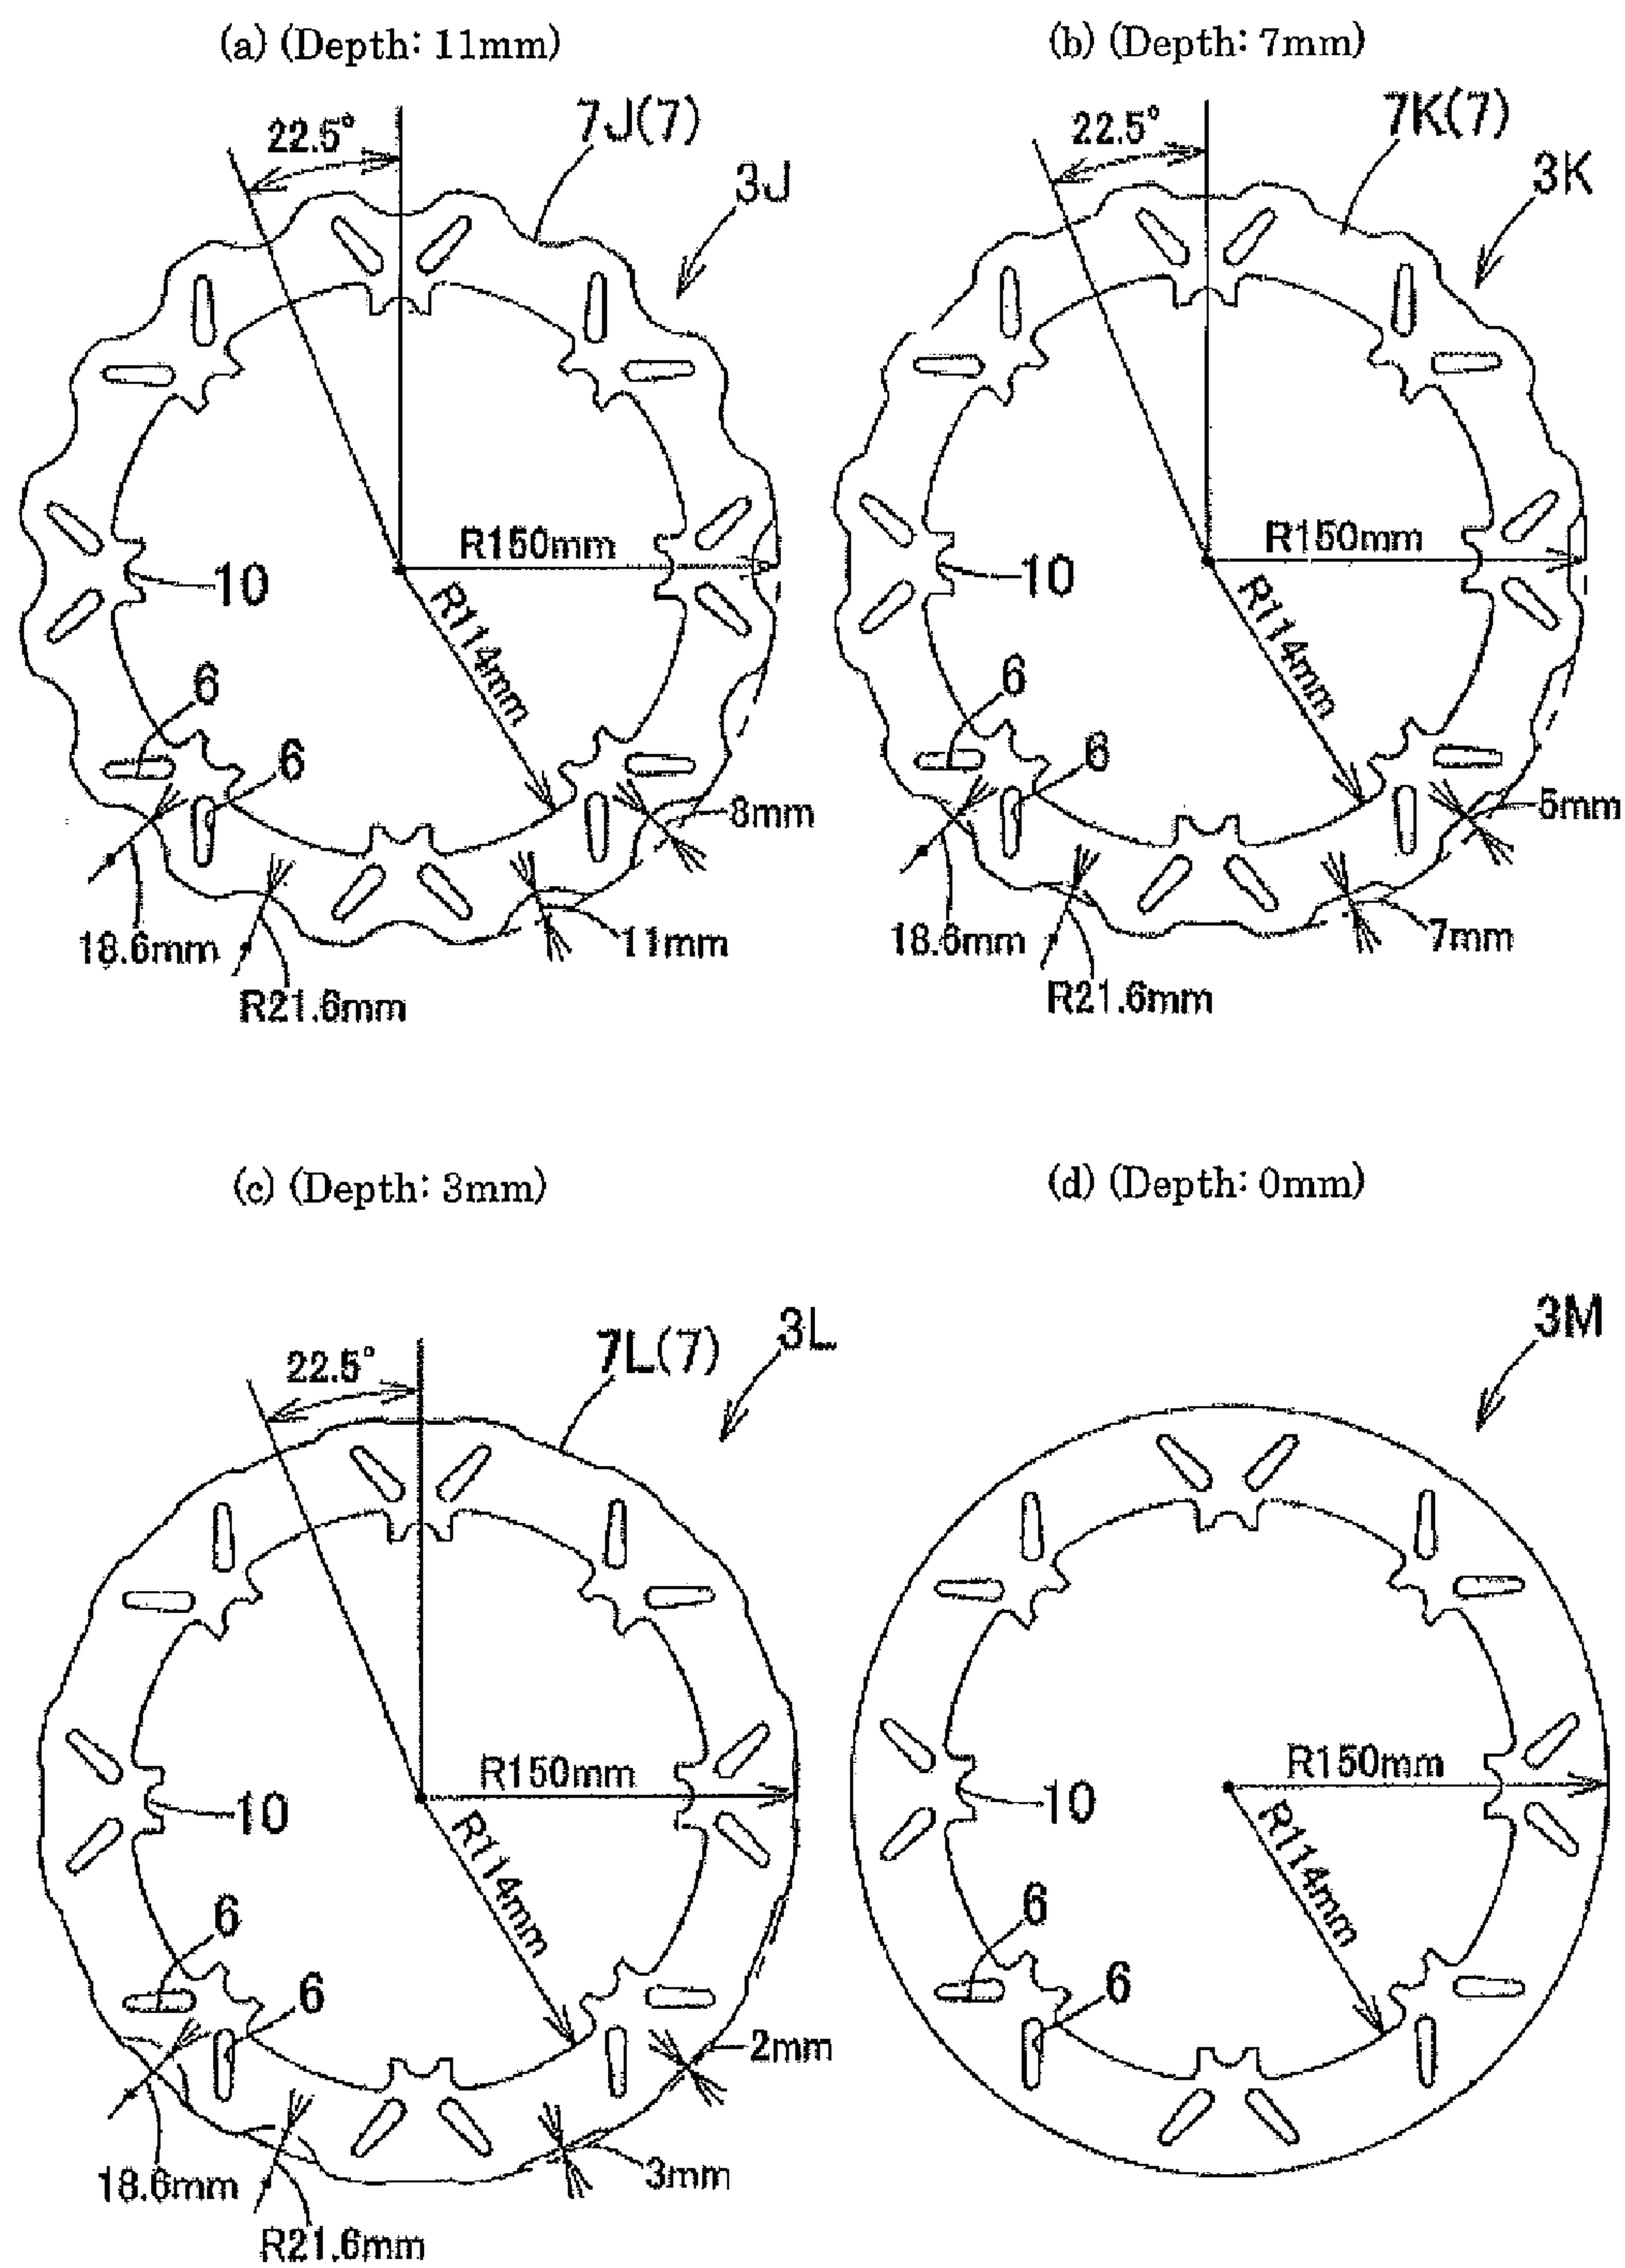 (a) (Depth: 11mm)
22.5°
7J(7)
3J
R150mm
10
R114mm
6
6
8mm
18.6mm
11mm
R21.6mm
(b) (Depth: 7mm)
22.5°
7K(7)
3K
R150mm
10
R114mm
6
6
5mm
18.6mm
7mm
R21.6mm
(c) (Depth: 3mm)
22.5°
7L(7)
3L
R150mm
10
R114mm
6
6
2mm
18.6mm
3mm
R21.6mm
(d) (Depth: 0mm)
3M
R150mm
10
R114mm
6
6